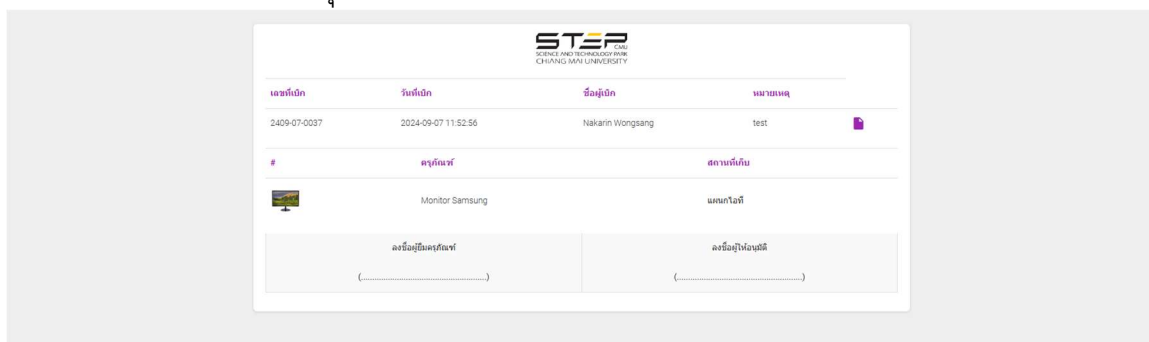 STEP CMU
SCIENCE AND TECHNOLOGY PARK
CHIANG MAI UNIVERSITY
เลขที่เบิก วันที่เบิก ชื่อผู้เบิก หมายเหตุ
2409-07-0037 2024-09-07 11:52:56 Nakarin Wongsang test
# ครุภัณฑ์ สถานที่เก็บ
Monitor Samsung แผนกไอที
ลงชื่อผู้ยืมครุภัณฑ์ ลงชื่อผู้ให้อนุมัติ
(......................................................) (......................................................)